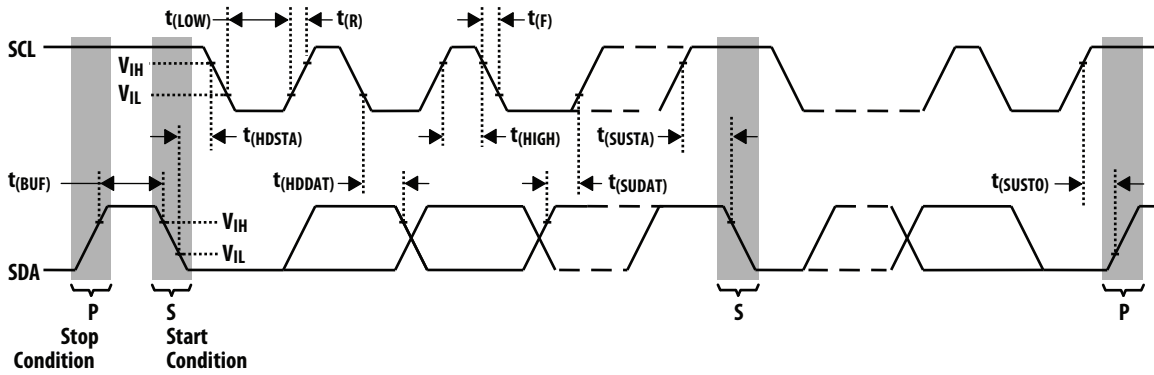 t(LOW)
t(R)
t(F)
SCL
VIH
VIL
t(HDSTA)
t(HIGH)
t(SUSTA)
t(BUF)
t(HDDAT)
t(SUDAT)
t(SUSTO)
VIH
VIL
SDA
P
S
S
P
Stop
Condition
Start
Condition